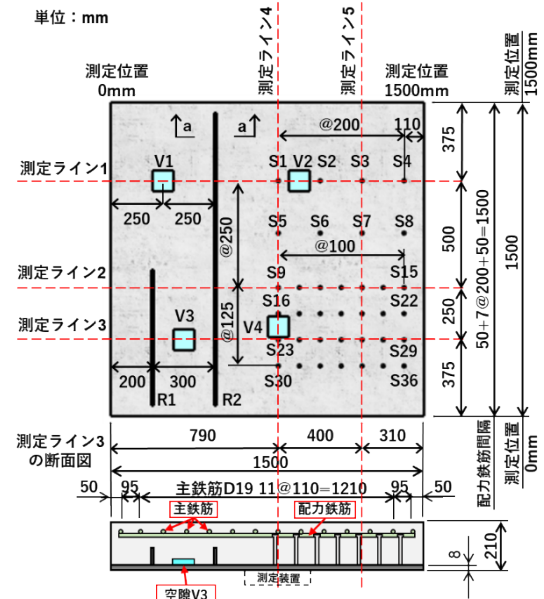 単位：mm
測定ライン4
測定ライン5
測定位置
0mm
測定位置
1500mm
測定位置
1500mm
a
a
@200
110
375
測定ライン1
V1
S1
V2
S2
S3
S4
250
250
@250
S5
S6
S7
S8
500
@100
測定ライン2
S9
S15
S16
S22
250
@125
測定ライン3
V3
V4
S23
S29
200
300
S30
S36
375
R1
R2
50+7@200+50=1500
1500
配力鉄筋間隔
測定位置
0mm
測定ライン3
の断面図
790
400
310
1500
50
95
主鉄筋D19 11@110=1210
95
50
主鉄筋
配力鉄筋
8
210
測定装置
空隙V3